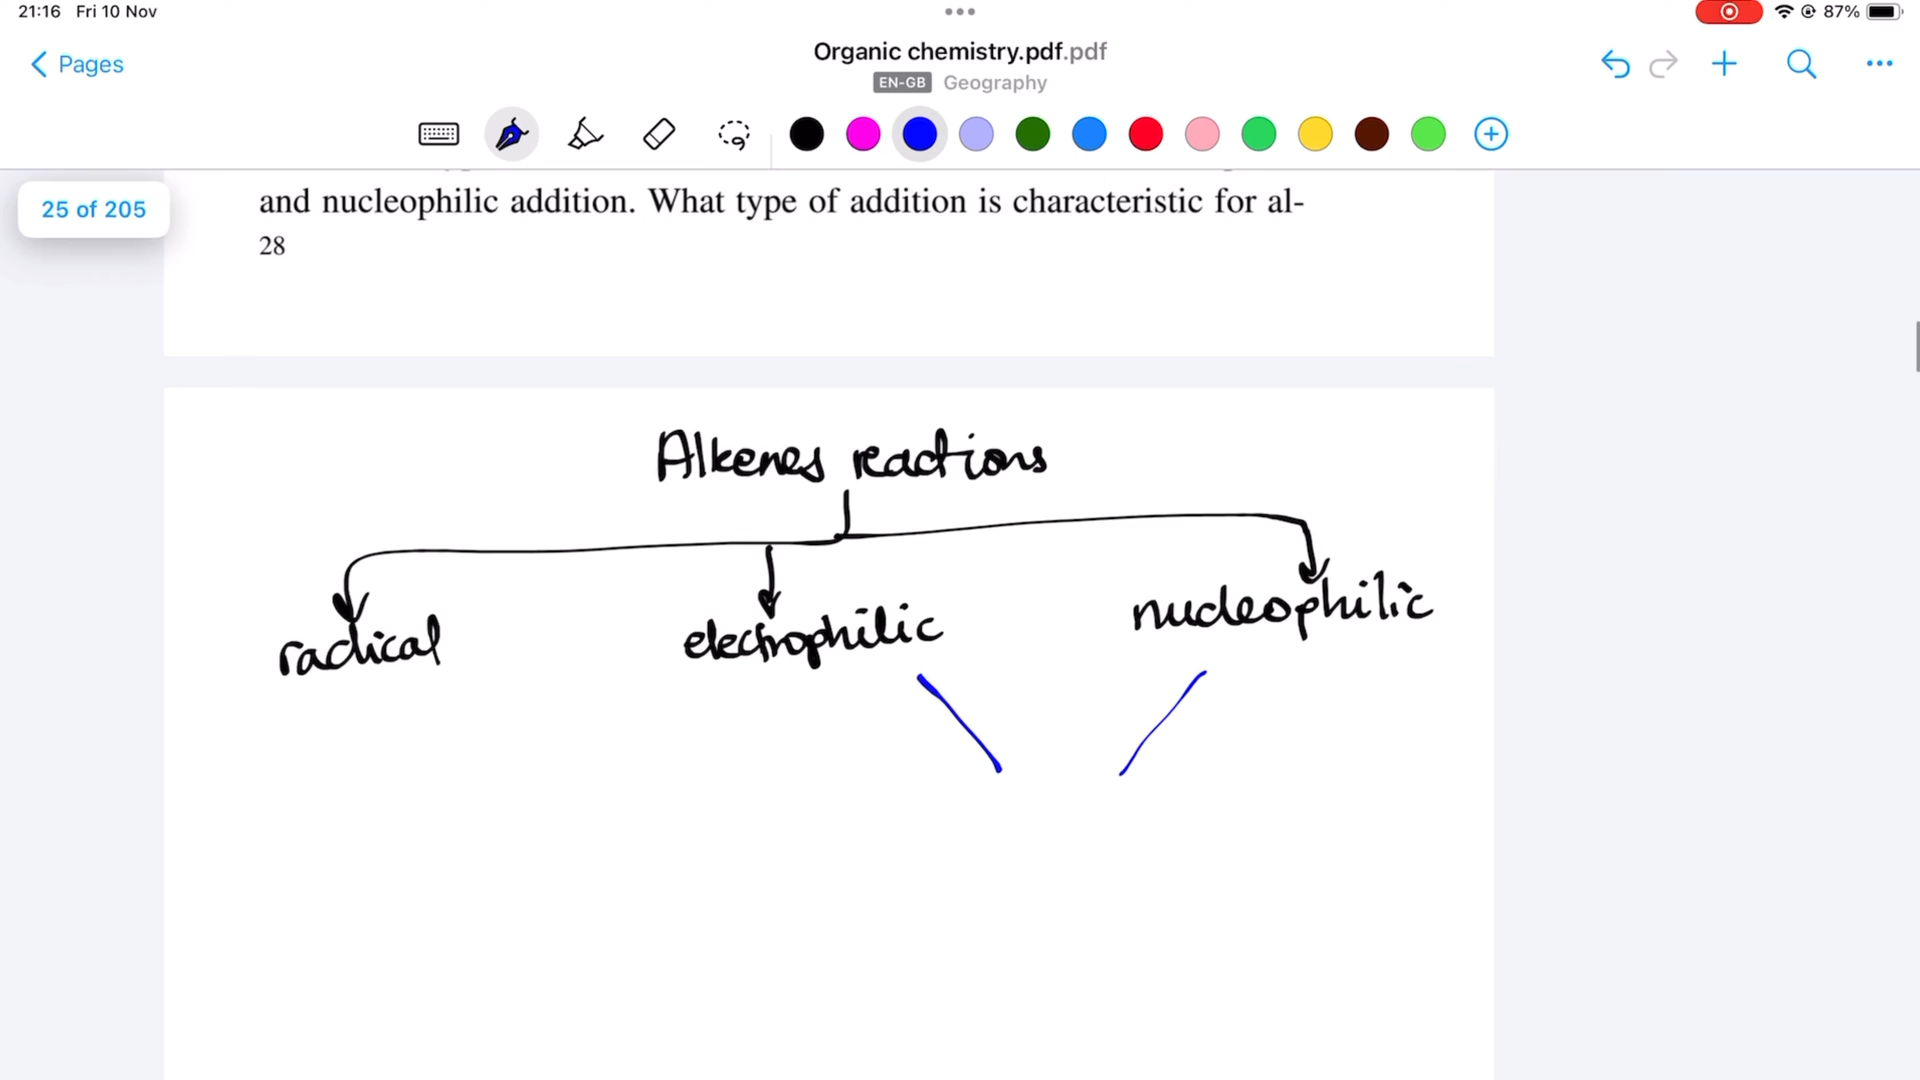 21:16 Fri 10 Nov
87%
Pages
Organic chemistry.pdf.pdf
EN-GB Geography
25 of 205
and nucleophilic addition. What type of addition is characteristic for al-
28
Alkenes reactions
radical
electrophilic
nucleophilic